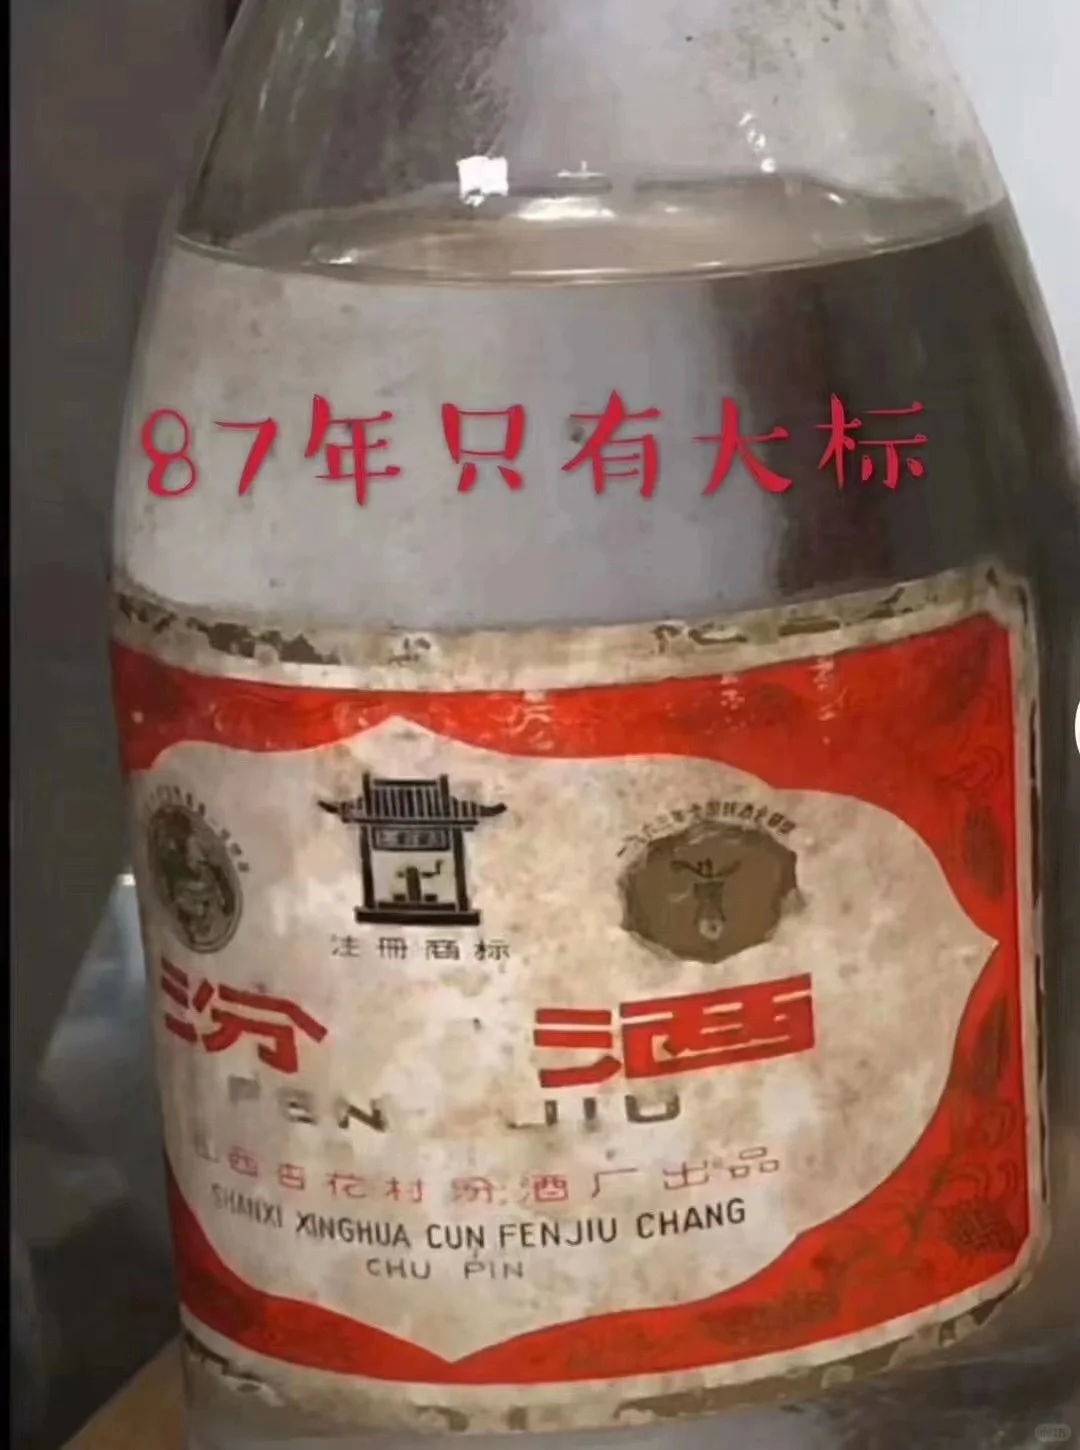 87年只有大标
注册商标
汾酒
FEN JIU
山西杏花村汾酒厂出品
SHANXI XINGHUA CUN FENJIU CHANG
CHU PIN